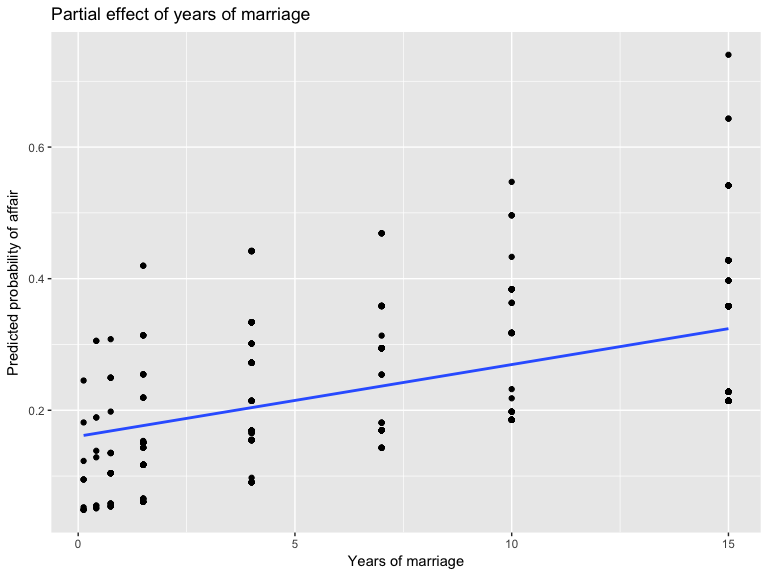 Partial effect of years of marriage
Predicted probability of affair
0.6
0.4
0.2
0
5
10
15
Years of marriage